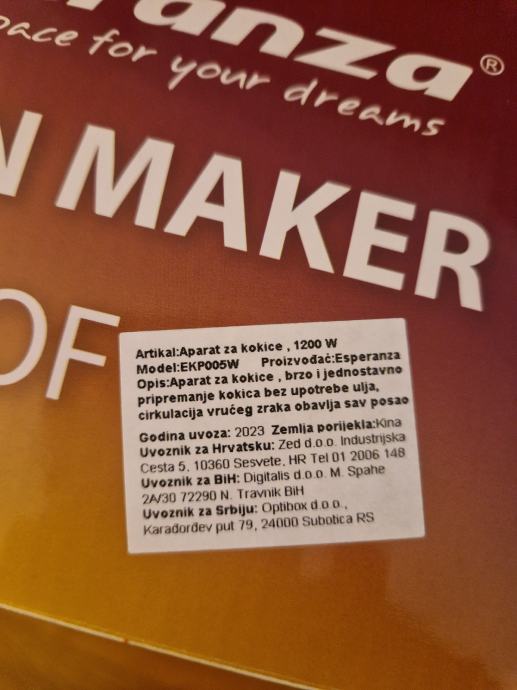 anza®
pace for your dreams
N MAKER
OF
Artikal:Aparat za kokice , 1200 W
Model:EKP005W Proizvođač:Esperanza
Opis:Aparat za kokice , brzo i jednostavno
pripremanje kokica bez upotrebe ulja,
cirkulacija vrućeg zraka obavlja sav posao
Godina uvoza: 2023 Zemlja porijekla:Kina
Uvoznik za Hrvatsku: Zed d.o.o. Industrijska
Cesta 5, 10360 Sesvete, HR Tel 01 2006 148
Uvoznik za BiH: Digitalis d.o.o. M. Spahe
2A/30 72290 N. Travnik BiH
Uvoznik za Srbiju: Optibox d.o.o.,
Karađorđev put 79, 24000 Subotica RS